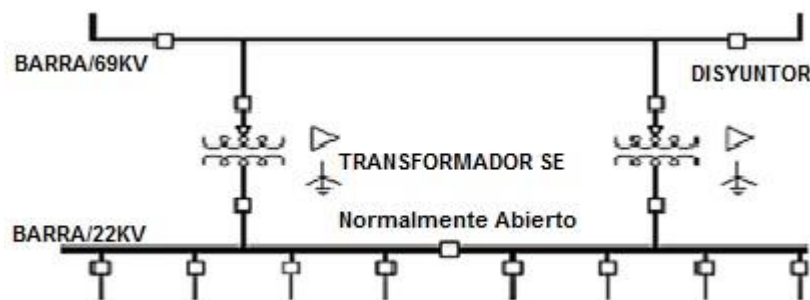 BARRA/69KV
DISYUNTOR
TRANSFORMADOR SE
Normalmente Abierto
BARRA/22KV